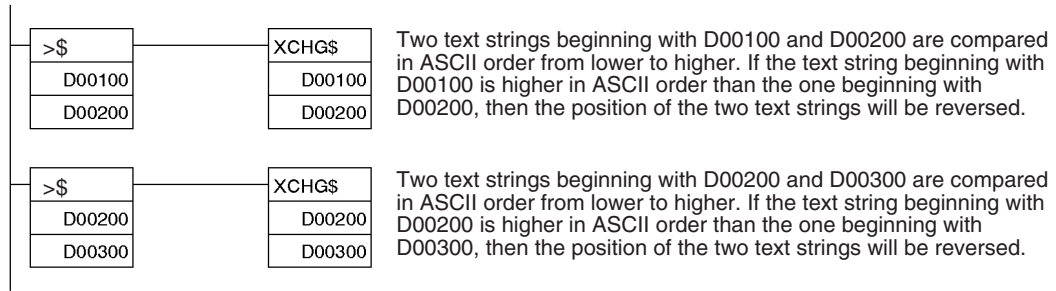 >$ XCHG$ Two text strings beginning with D00100 and D00200 are compared
in ASCII order from lower to higher. If the text string beginning with
D00100 D00100 D00100 is higher in ASCII order than the one beginning with
D00200 D00200 D00200, then the position of the two text strings will be reversed.
>$ XCHG$ Two text strings beginning with D00200 and D00300 are compared
in ASCII order from lower to higher. If the text string beginning with
D00200 D00200 D00200 is higher in ASCII order than the one beginning with
D00300 D00300 D00300, then the position of the two text strings will be reversed.